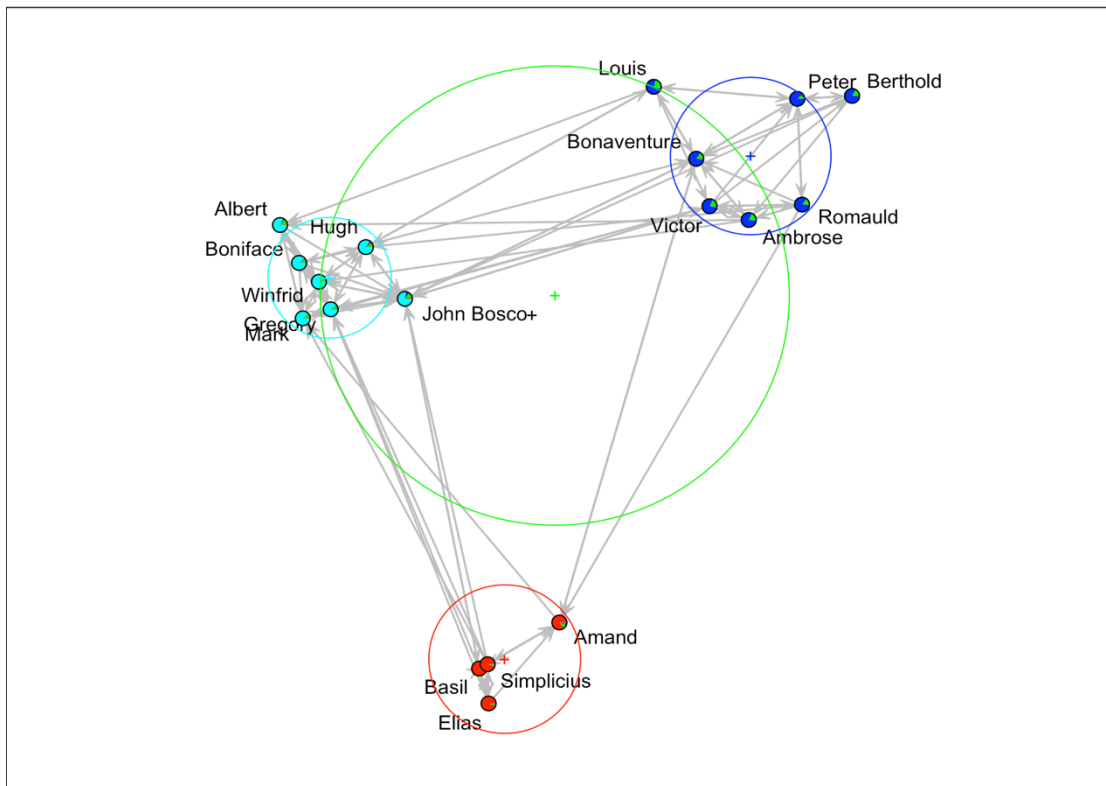 Louis
Peter
Berthold
Bonaventure
Albert
Hugh
Victor
Romauld
Ambrose
Boniface
Winfrid
John Bosco+
Gregory
Mark
Amand
Simplicius
Basil
Elias